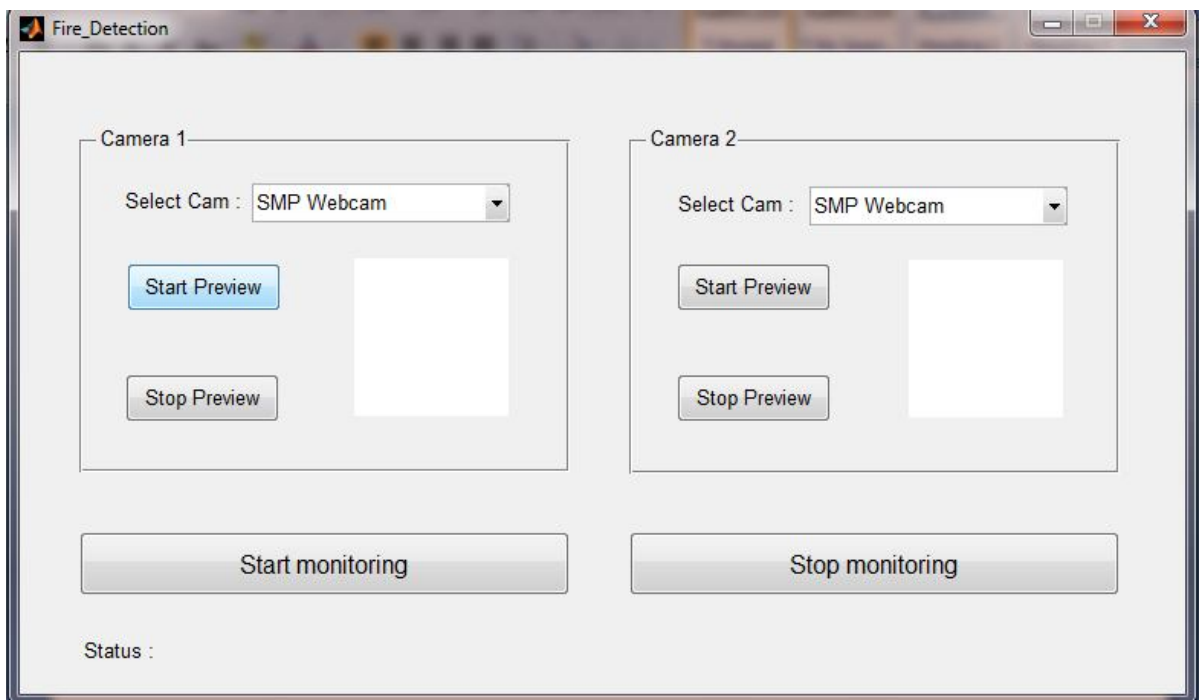 Fire_Detection
Camera 1
Select Cam : SMP Webcam
Start Preview
Stop Preview
Camera 2
Select Cam : SMP Webcam
Start Preview
Stop Preview
Start monitoring
Stop monitoring
Status :